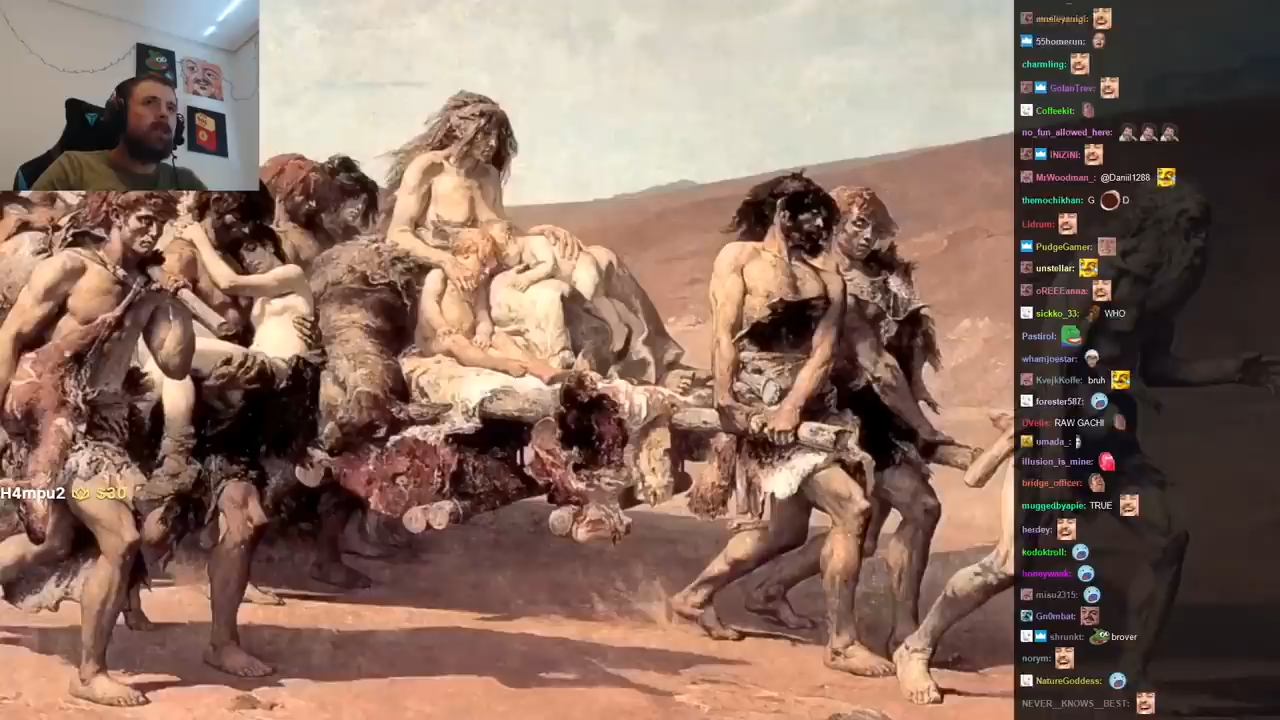 amsleyanigi:
55homerun:
charmling:
GolanTrev:
Coffeekit:
no_fun_allowed_here:
INIZINI:
MrWoodman_: @Daniil1288
themochikhan: G D
Lidrum:
PudgeGamer:
unstellar:
oREEEanna:
sickko_33: WHO
Pastirol:
whamjoestar:
KvejkKoffe: bruh
forester587:
DVelle: RAW GACHI
umada_:
illusion_is_mine:
bridge_officer:
H4mpu2 $30
muggedbyapie: TRUE
herdey:
kodoktroll:
honeywank:
misu2315:
Gn0mbat:
shrunkt: brover
norym:
NatureGoddess:
NEVER__KNOWS__BEST: